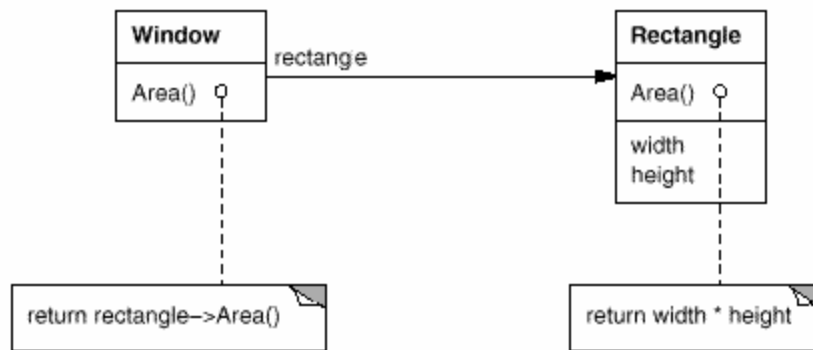 Window
Area()
rectangle
Rectangle
Area()
width
height
return rectangle–>Area()
return width * height